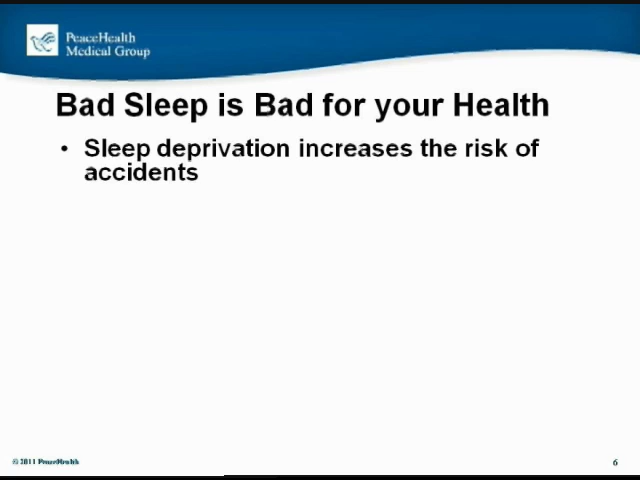 PeaceHealth
Medical Group
Bad Sleep is Bad for your Health
• Sleep deprivation increases the risk of
accidents
© 2011 PeaceHealth
6